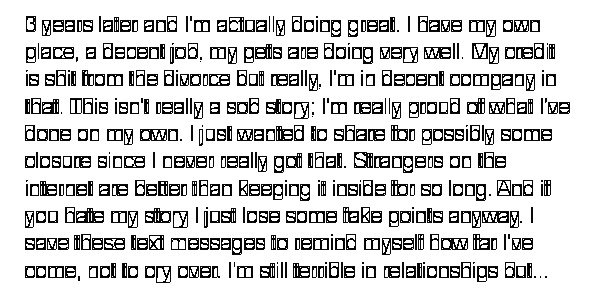 3 years later and I'm actually doing great. I have my own
place, a decent job, my pets are doing very well. My credit
is shit from the divorce but really, I'm in decent company in
that. This isn't really a sob story; I'm really proud of what I've
done on my own. I just wanted to share for possibly some
closure since I never really got that. Strangers on the
internet are better than keeping it inside for so long. And if
you hate my story I just lose some fake points anyway. I
save these text messages to remind myself how far I've
come, not to cry over. I'm still terrible in relationships but...